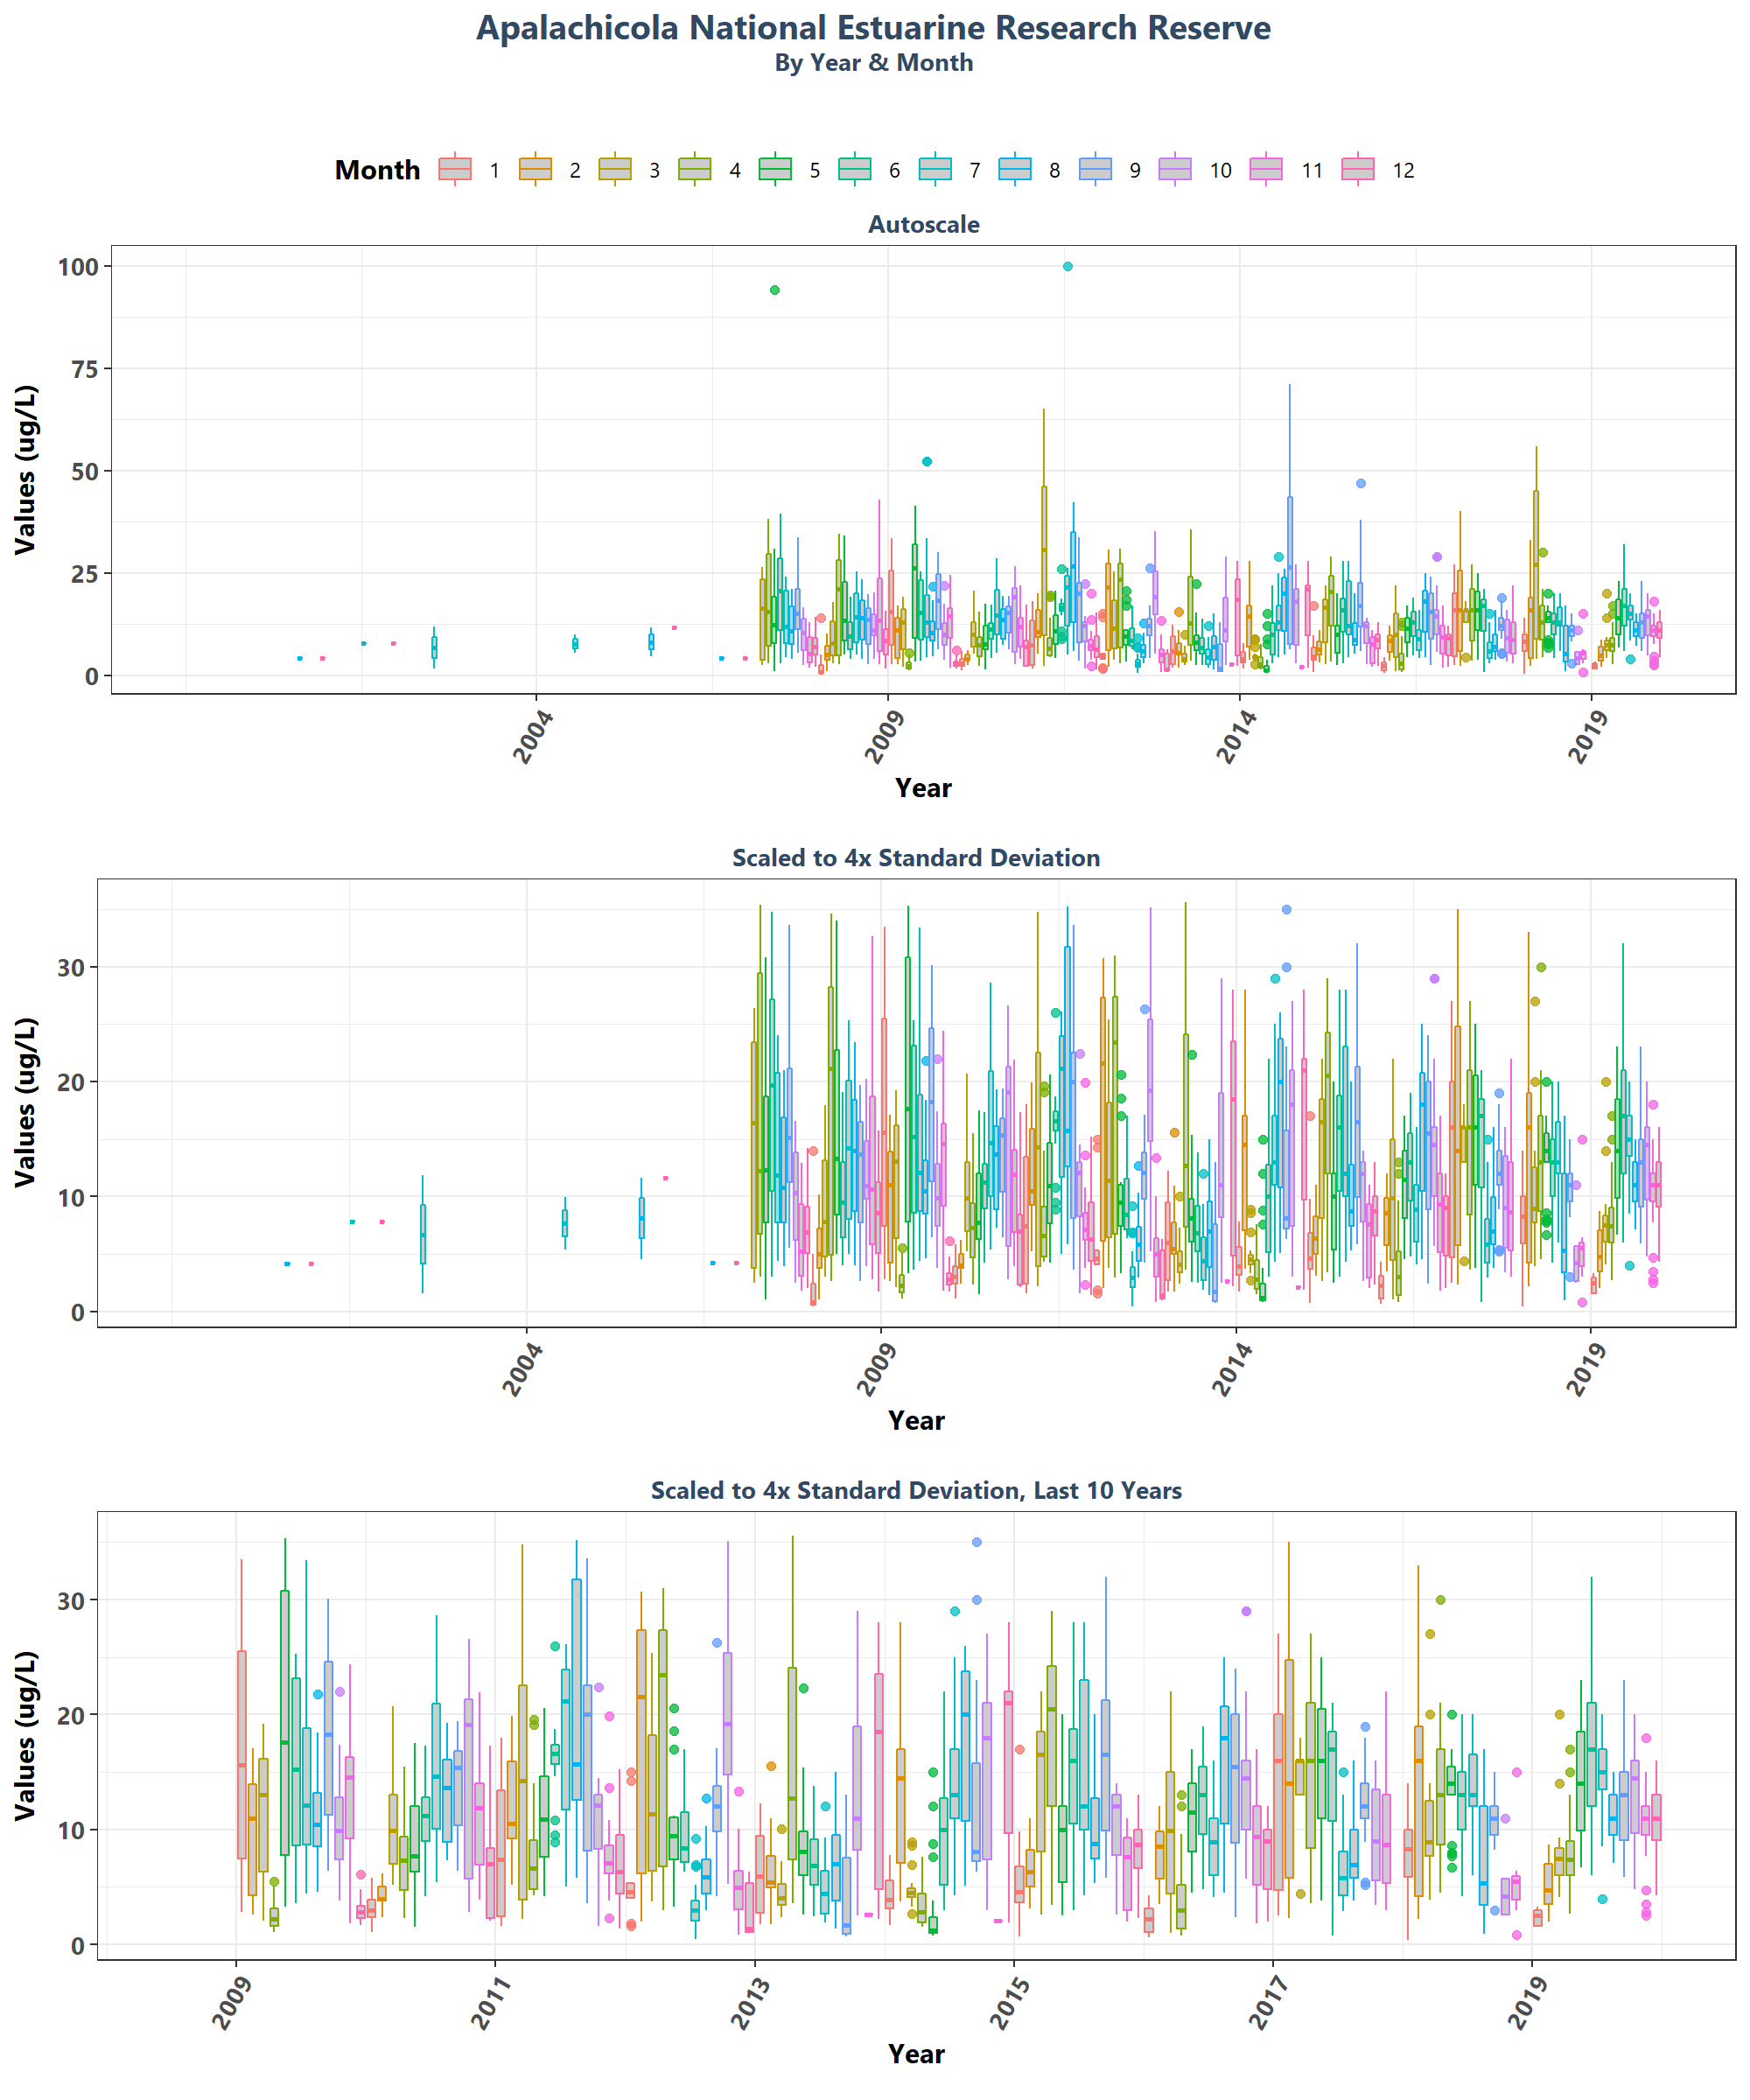 Apalachicola National Estuarine Research Reserve
By Year & Month
Month 1 2 3 4 5 6 7 8 9 10 11 12
Autoscale
Values (ug/L)
100
75
50
25
0
2004 2009 2014 2019
Year
Scaled to 4x Standard Deviation
Values (ug/L)
30
20
10
0
2004 2009 2014 2019
Year
Scaled to 4x Standard Deviation, Last 10 Years
Values (ug/L)
30
20
10
0
2009 2011 2013 2015 2017 2019
Year